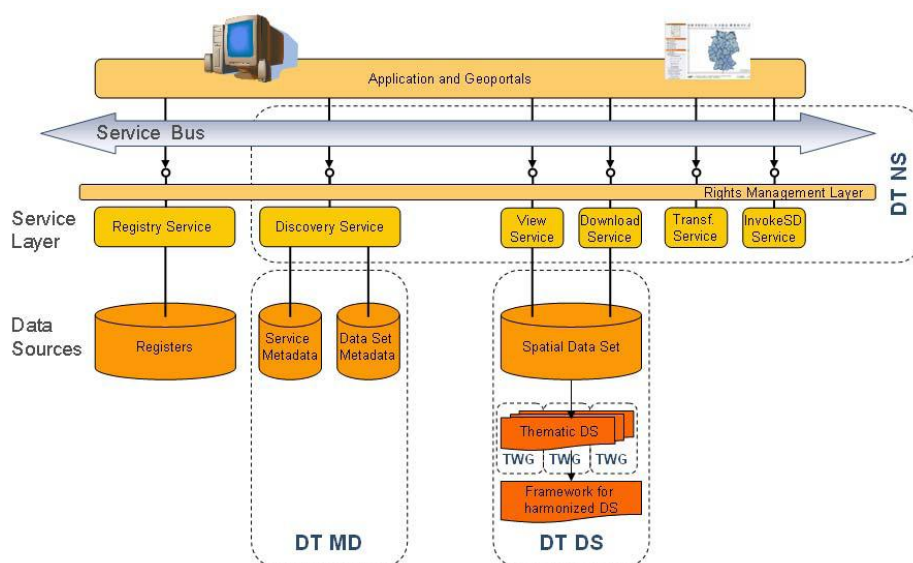 Application and Geoportals
Service Bus
DT NS
Rights Management Layer
Service
Layer
Registry Service
Discovery Service
View
Service
Download
Service
Transf.
Service
InvokeSD
Service
Data
Sources
Registers
Service
Metadata
Data Set
Metadata
Spatial Data Set
Thematic DS
TWG TWG TWG
Framework for
harmonized DS
DT MD
DT DS